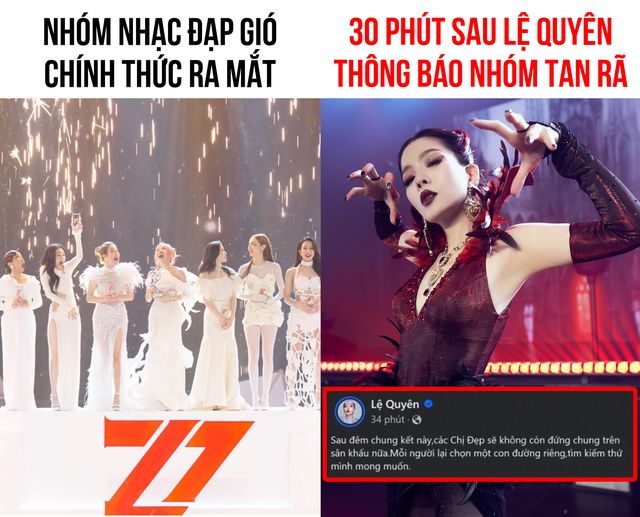 NHÓM NHẠC ĐẠP GIÓ
CHÍNH THỨC RA MẮT
30 PHÚT SAU LỆ QUYÊN
THÔNG BÁO NHÓM TAN RÃ
Lệ Quyên
34 phút ·
Sau đêm chung kết này,các Chị Đẹp sẽ không còn đứng chung trên
sân khấu nữa.Mỗi người lại chọn một con đường riêng,tìm kiếm thứ
mình mong muốn.